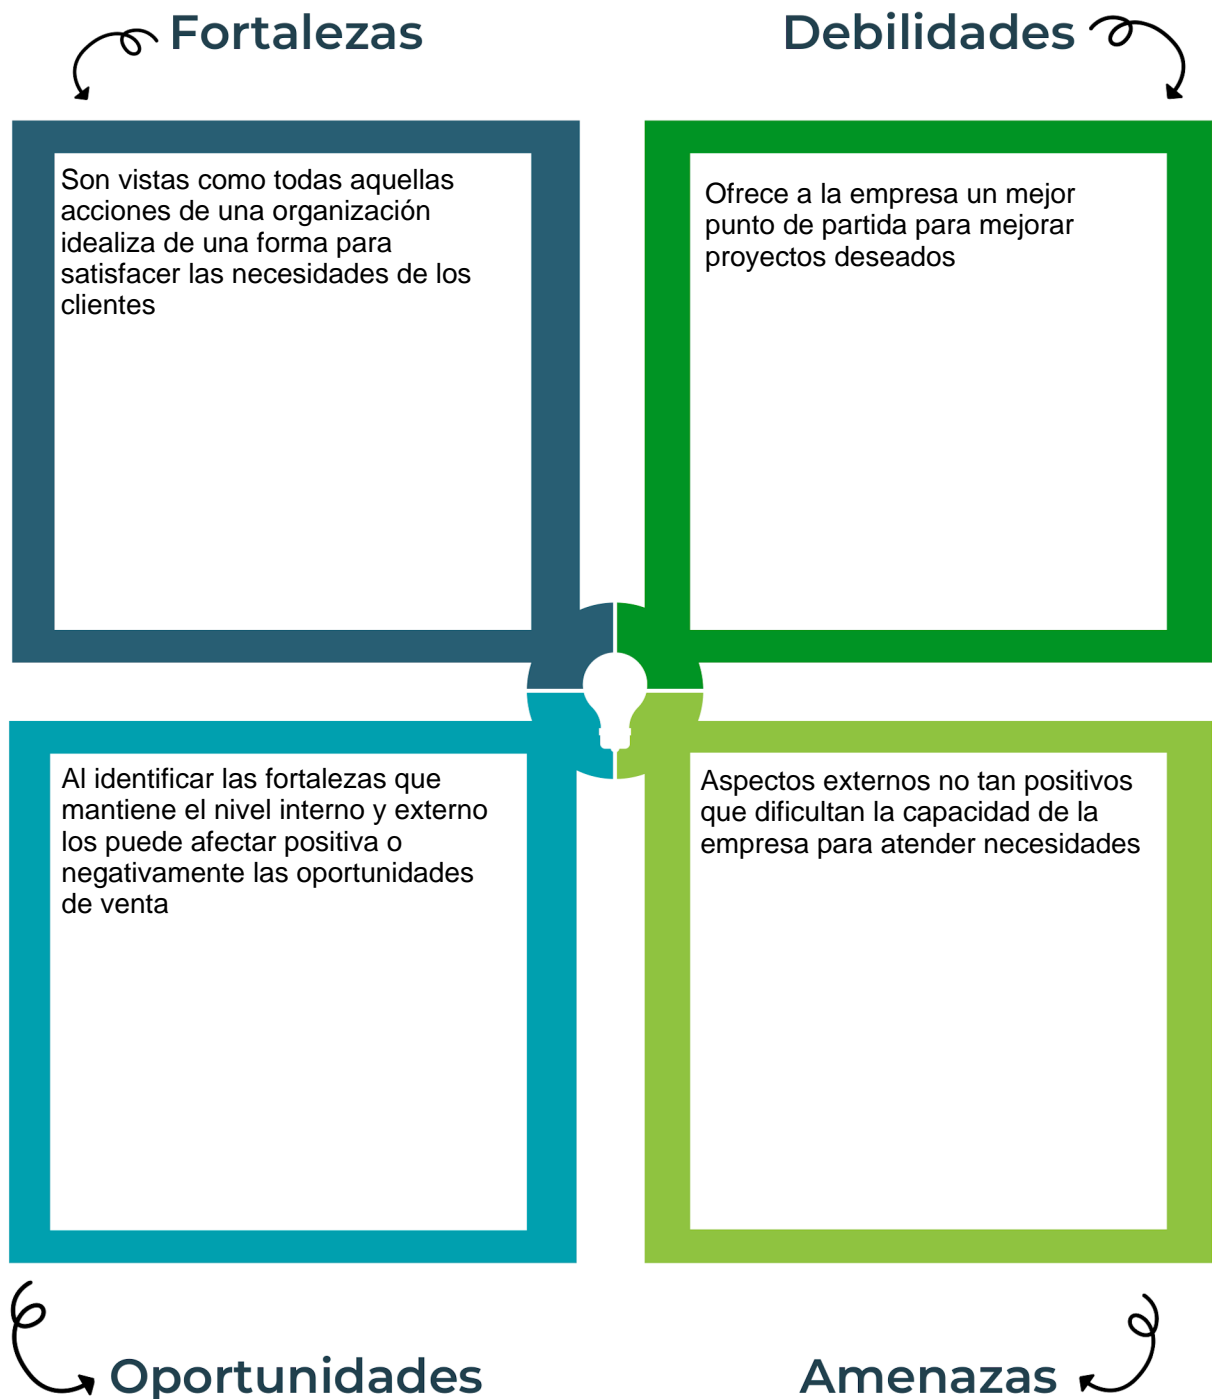 Fortalezas
Debilidades
Son vistas como todas aquellas
acciones de una organización
idealiza de una forma para
satisfacer las necesidades de los
clientes
Ofrece a la empresa un mejor
punto de partida para mejorar
proyectos deseados
Al identificar las fortalezas que
mantiene el nivel interno y externo
los puede afectar positiva o
negativamente las oportunidades
de venta
Aspectos externos no tan positivos
que dificultan la capacidad de la
empresa para atender necesidades
Oportunidades
Amenazas